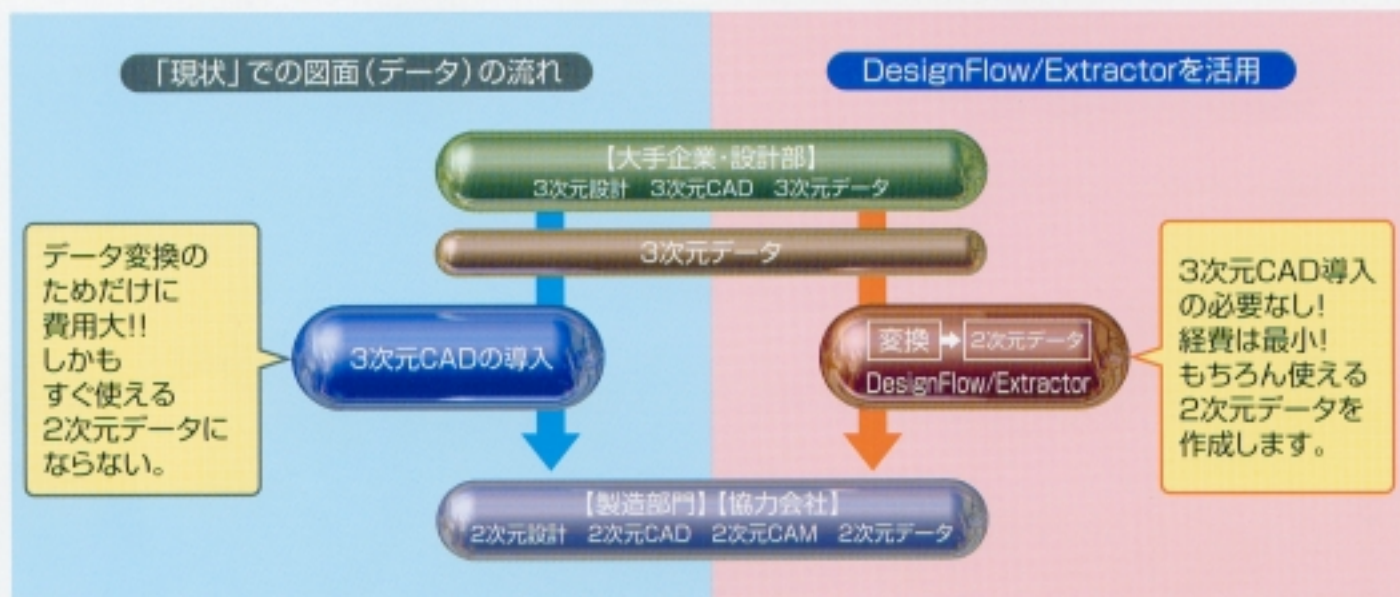 「現状」での図面(データ)の流れ
DesignFlow/Extractorを活用
【大手企業・設計部】
3次元設計 3次元CAD 3次元データ
3次元データ
データ変換の
ためだけに
費用大!!
しかも
すぐ使える
2次元データに
ならない。
3次元CADの導入
変換➡2次元データ
DesignFlow/Extractor
3次元CAD導入
の必要なし!
経費は最小!
もちろん使える
2次元データを
作成します。
【製造部門】【協力会社】
2次元設計 2次元CAD 2次元CAM 2次元データ